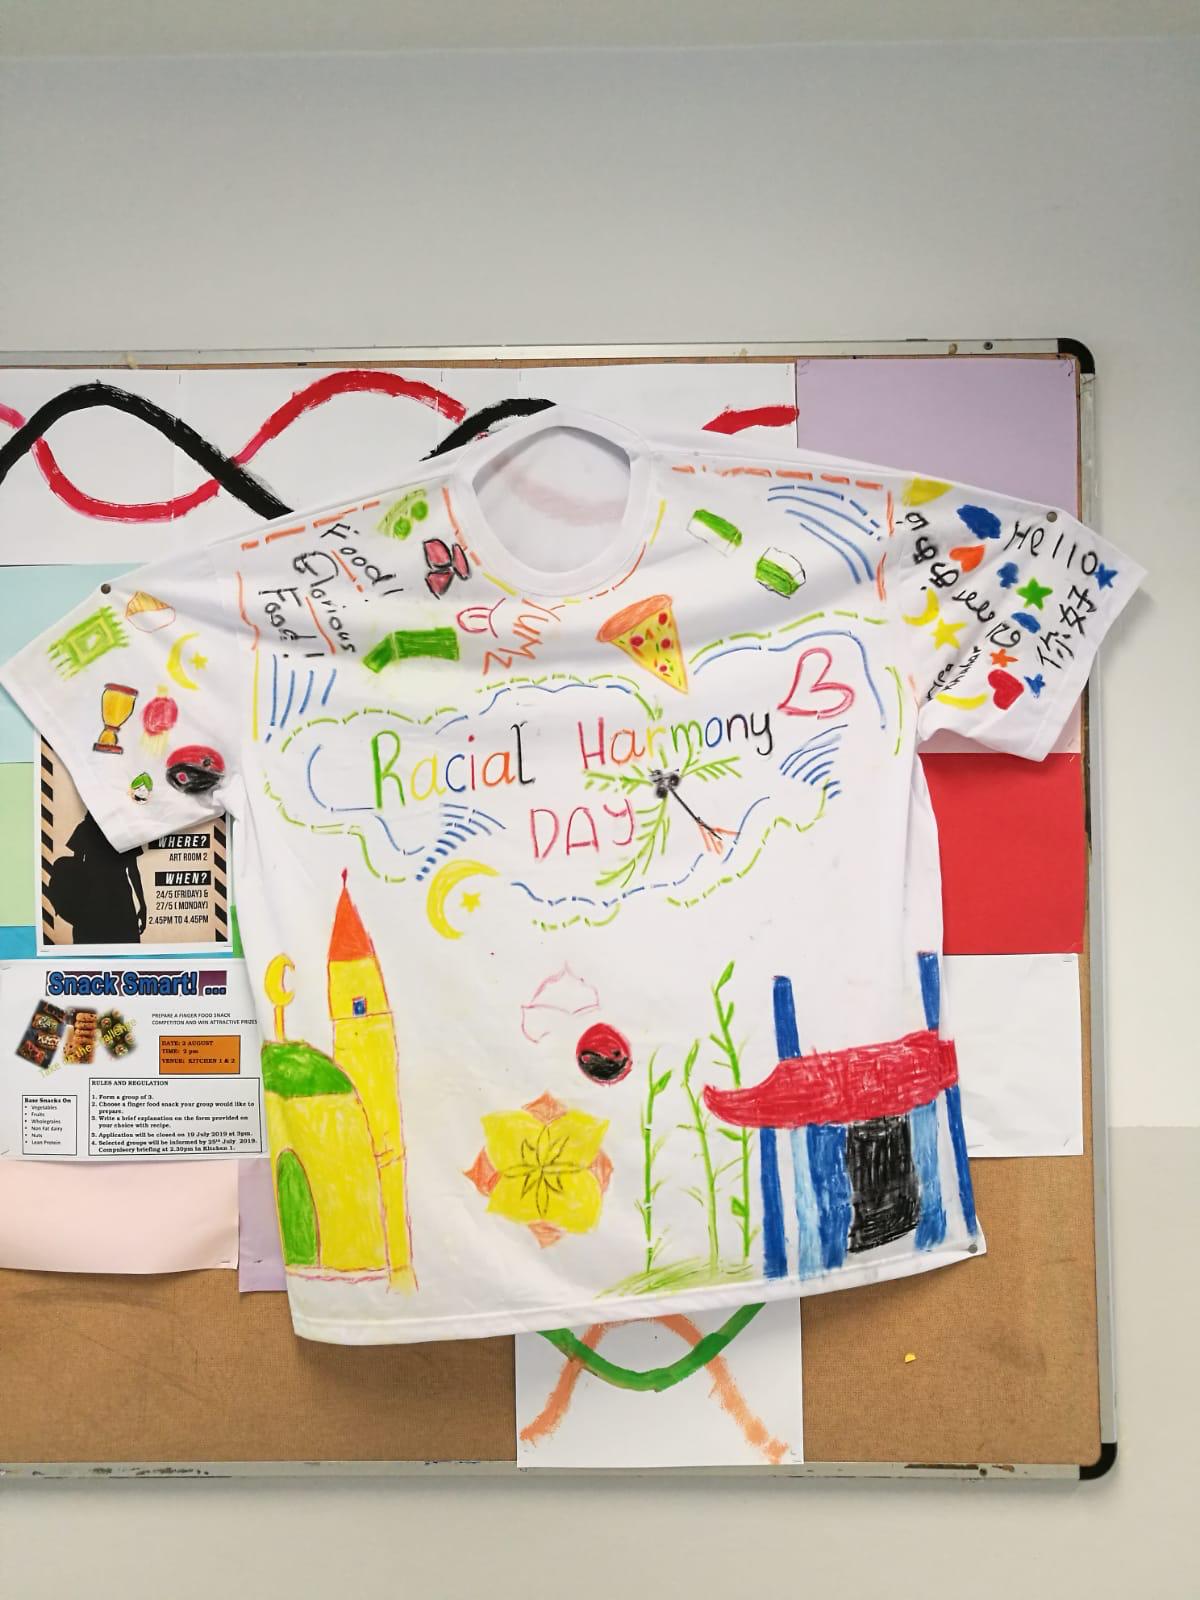 Food!
Glorious
Food!
Yumz
Racial Harmony
DAY
Hello
你好
WHERE?
ART ROOM 2
WHEN?
24/5 (FRIDAY) &
27/5 ( MONDAY)
2.45PM TO 4.45PM
Snack Smart! ...
PREPARE A FINGER FOOD SNACK
COMPETITON AND WIN ATTRACTIVE PRIZES
DATE: 2 AUGUST
TIME: 2 pm
VENUE: KITCHEN 1 & 2
RULES AND REGULATION
1. Form a group of 3.
2. Choose a finger food snack your group would like to
prepare.
3. Write a brief explanation on the form provided on
your choice with recipe.
5. Application will be closed on 19 July 2019 at 3pm.
4. Selected groups will be informed by 25th July 2019.
Compulsory briefing at 2.30pm in Kitchen 1.
Base Snacks On
• Vegetables
• Fruits
• Wholegrains
• Non Fat dairy
• Nuts
• Lean Protein